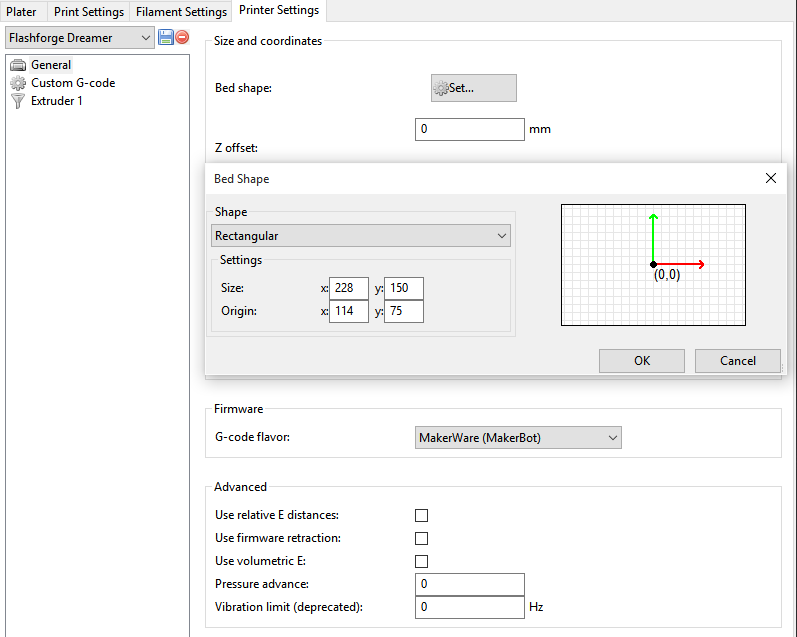 Plater Print Settings Filament Settings Printer Settings
Flashforge Dreamer
General
Custom G-code
Extruder 1
Size and coordinates
Bed shape: Set...
0 mm
Z offset:
Bed Shape
Shape
Rectangular
Settings
Size: x: 228 y: 150
Origin: x: 114 y: 75
(0,0)
OK Cancel
Firmware
G-code flavor: MakerWare (MakerBot)
Advanced
Use relative E distances:
Use firmware retraction:
Use volumetric E:
Pressure advance: 0
Vibration limit (deprecated): 0 Hz